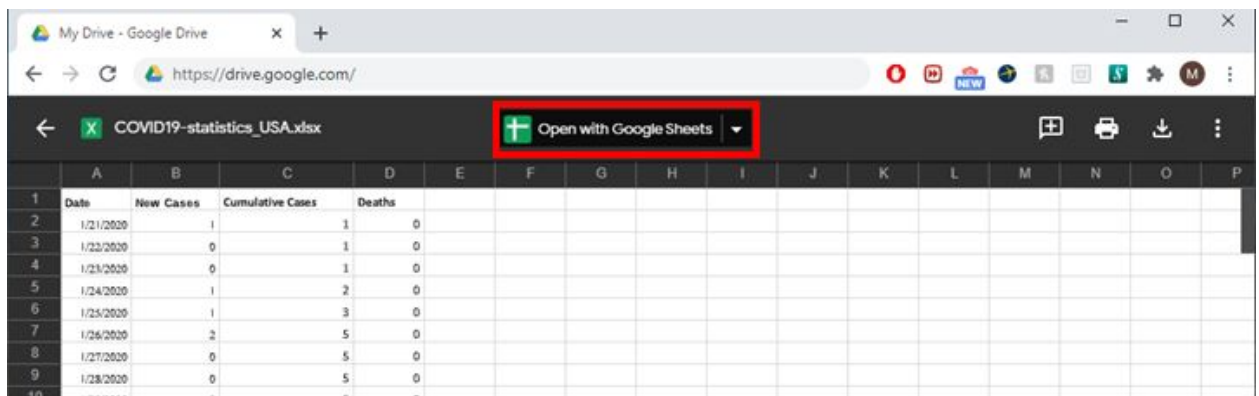 My Drive - Google Drive
https://drive.google.com/
NEW
S
M
X COVID19-statistics_USA.xlsx Open with Google Sheets
A B C D E F G H I J K L M N O P
1 Date New Cases Cumulative Cases Deaths
2 1/21/2020 1 1 0
3 1/22/2020 0 1 0
4 1/23/2020 0 1 0
5 1/24/2020 1 2 0
6 1/25/2020 1 3 0
7 1/26/2020 2 5 0
8 1/27/2020 0 5 0
9 1/28/2020 0 5 0